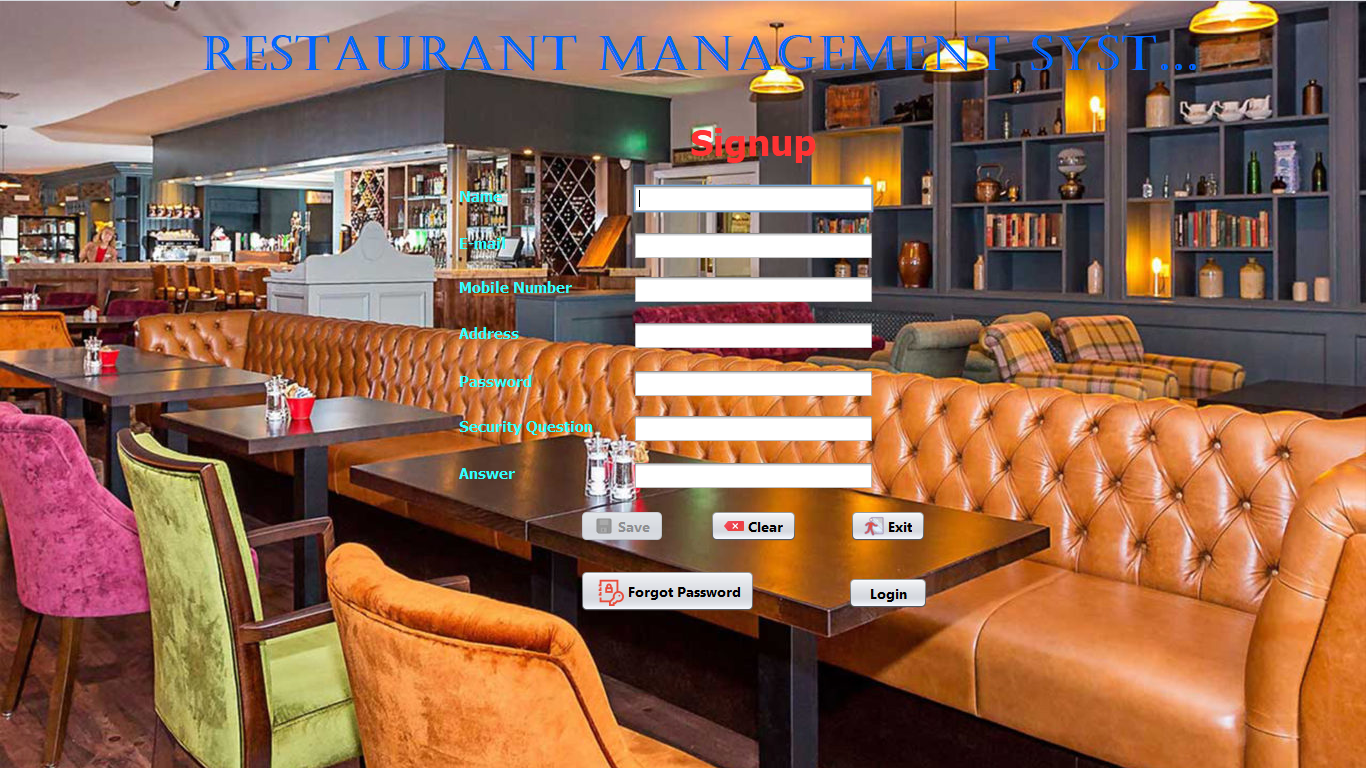 RESTAURANT MANAGEMENT SYST...
Signup
Name
E-mail
Mobile Number
Address
Password
Security Question
Answer
Save Clear Exit
Forgot Password Login